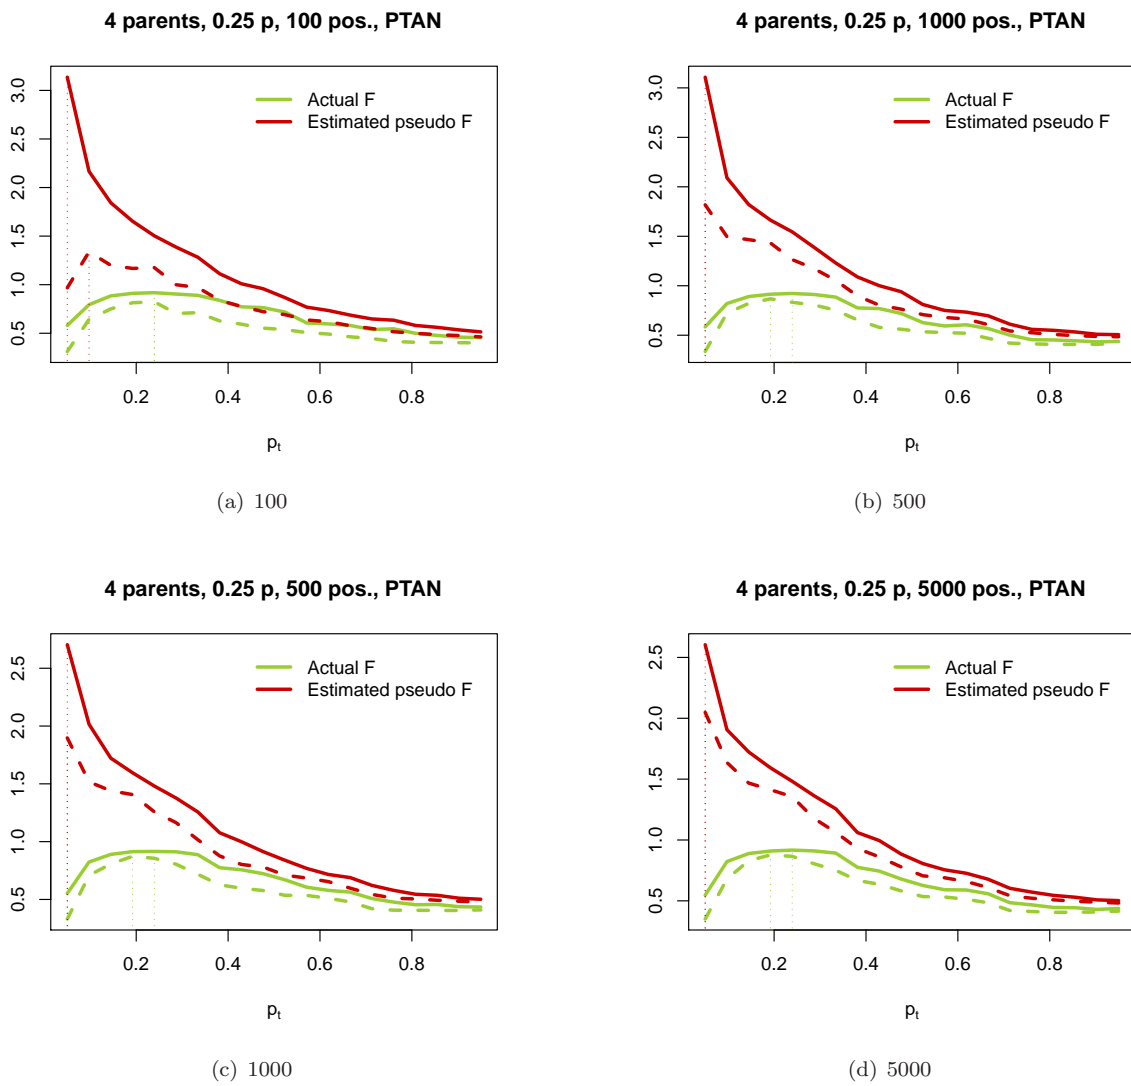 4 parents, 0.25 p, 100 pos., PTAN
Actual F
Estimated pseudo F
0.5 1.0 1.5 2.0 2.5 3.0
0.2 0.4 0.6 0.8
pt
(a) 100
4 parents, 0.25 p, 1000 pos., PTAN
Actual F
Estimated pseudo F
0.5 1.0 1.5 2.0 2.5 3.0
0.2 0.4 0.6 0.8
pt
(b) 500
4 parents, 0.25 p, 500 pos., PTAN
Actual F
Estimated pseudo F
0.5 1.0 1.5 2.0 2.5
0.2 0.4 0.6 0.8
pt
(c) 1000
4 parents, 0.25 p, 5000 pos., PTAN
Actual F
Estimated pseudo F
0.5 1.0 1.5 2.0 2.5
0.2 0.4 0.6 0.8
pt
(d) 5000